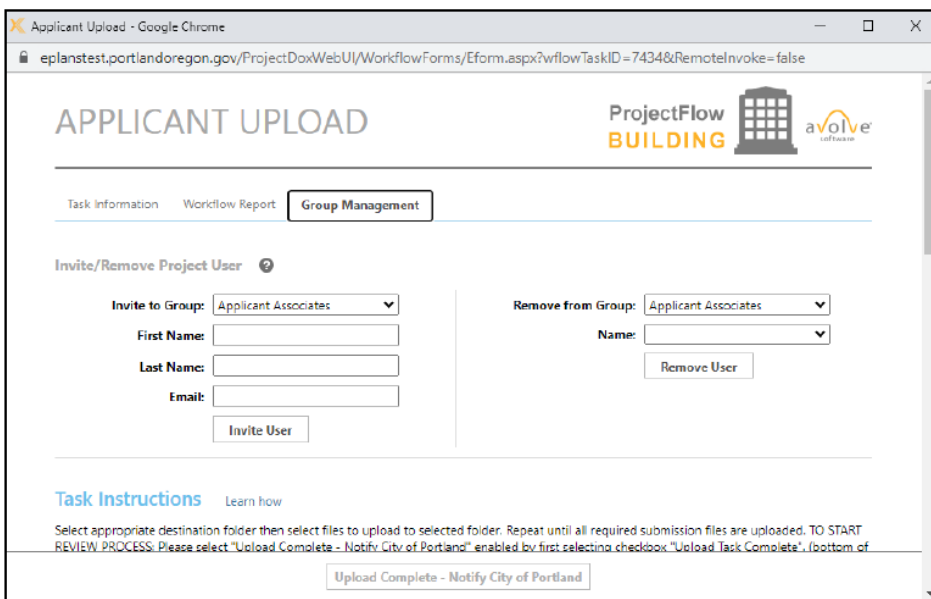 Applicant Upload - Google Chrome
eplanstest.portlandoregon.gov/ProjectDoxWebUI/WorkflowForms/Eform.aspx?wflowTaskID=7434&RemoteInvoke=false
APPLICANT UPLOAD
ProjectFlow
BUILDING
avolve
software
Task Information Workflow Report Group Management
Invite/Remove Project User ?
Invite to Group: Applicant Associates
First Name:
Last Name:
Email:
Invite User
Remove from Group: Applicant Associates
Name:
Remove User
Task Instructions Learn how
Select appropriate destination folder then select files to upload to selected folder. Repeat until all required submission files are uploaded. TO START
REVIEW PROCESS: Please select "Upload Complete - Notify City of Portland" enabled by first selecting checkbox "Upload Task Complete". (bottom of
Upload Complete - Notify City of Portland